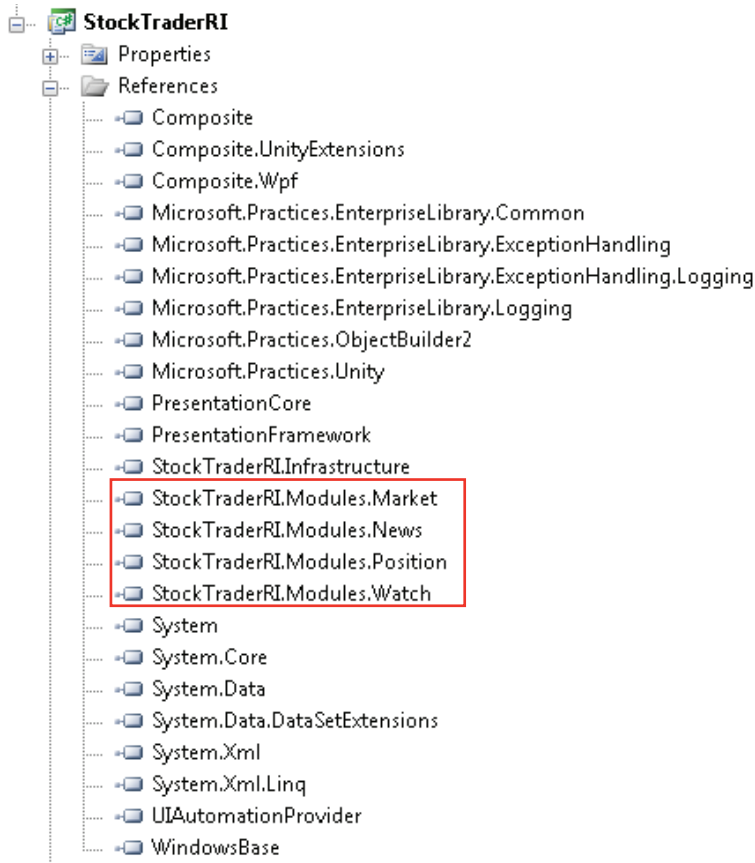 StockTraderRI
Properties
References
Composite
Composite.UnityExtensions
Composite.Wpf
Microsoft.Practices.EnterpriseLibrary.Common
Microsoft.Practices.EnterpriseLibrary.ExceptionHandling
Microsoft.Practices.EnterpriseLibrary.ExceptionHandling.Logging
Microsoft.Practices.EnterpriseLibrary.Logging
Microsoft.Practices.ObjectBuilder2
Microsoft.Practices.Unity
PresentationCore
PresentationFramework
StockTraderRI.Infrastructure
StockTraderRI.Modules.Market
StockTraderRI.Modules.News
StockTraderRI.Modules.Position
StockTraderRI.Modules.Watch
System
System.Core
System.Data
System.Data.DataSetExtensions
System.Xml
System.Xml.Linq
UIAutomationProvider
WindowsBase